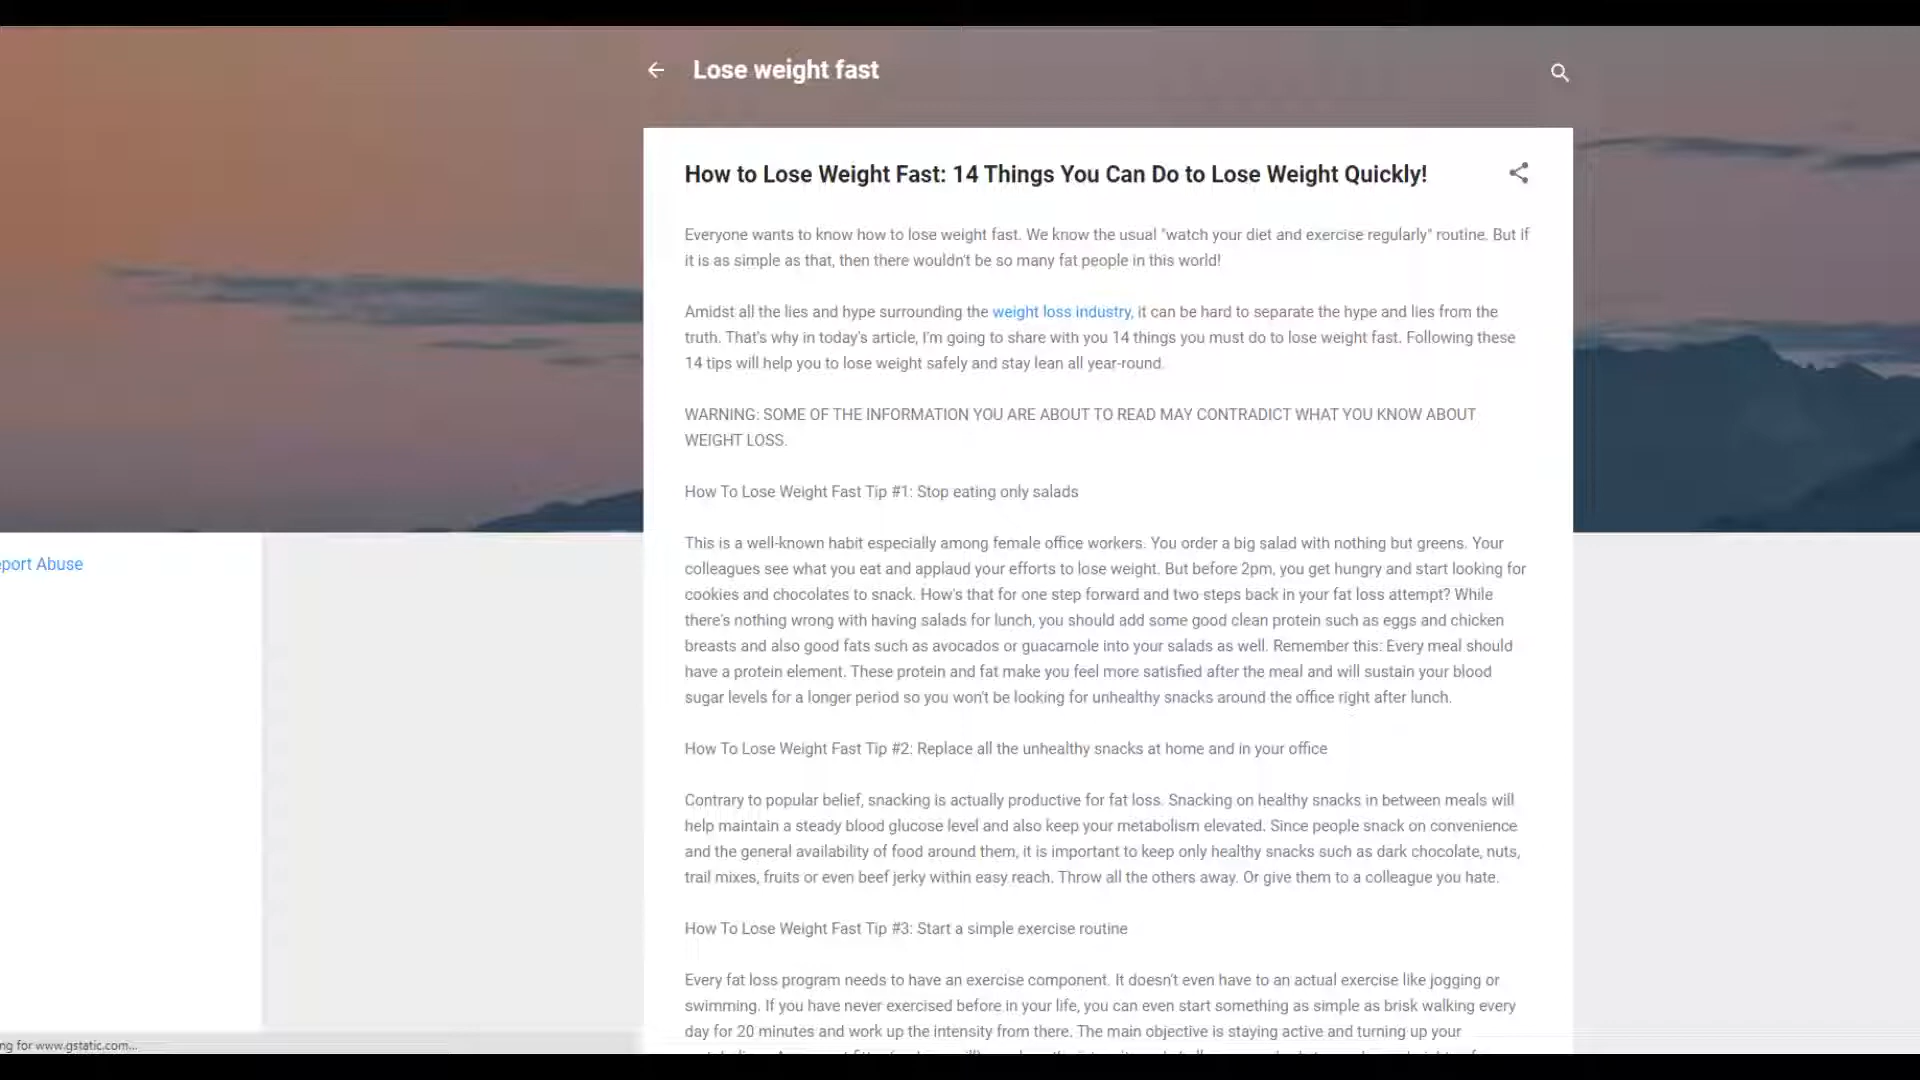 Lose weight fast
How to Lose Weight Fast: 14 Things You Can Do to Lose Weight Quickly!
Everyone wants to know how to lose weight fast. We know the usual "watch your diet and exercise regularly" routine. But if
it is as simple as that, then there wouldn't be so many fat people in this world!
Amidst all the lies and hype surrounding the weight loss industry, it can be hard to separate the hype and lies from the
truth. That's why in today's article, I'm going to share with you 14 things you must do to lose weight fast. Following these
14 tips will help you to lose weight safely and stay lean all year-round.
WARNING: SOME OF THE INFORMATION YOU ARE ABOUT TO READ MAY CONTRADICT WHAT YOU KNOW ABOUT
WEIGHT LOSS.
How To Lose Weight Fast Tip #1: Stop eating only salads
This is a well-known habit especially among female office workers. You order a big salad with nothing but greens. Your
colleagues see what you eat and applaud your efforts to lose weight. But before 2pm, you get hungry and start looking for
cookies and chocolates to snack. How's that for one step forward and two steps back in your fat loss attempt? While
there's nothing wrong with having salads for lunch, you should add some good clean protein such as eggs and chicken
breasts and also good fats such as avocados or guacamole into your salads as well. Remember this: Every meal should
have a protein element. These protein and fat make you feel more satisfied after the meal and will sustain your blood
sugar levels for a longer period so you won't be looking for unhealthy snacks around the office right after lunch.
How To Lose Weight Fast Tip #2: Replace all the unhealthy snacks at home and in your office
Contrary to popular belief, snacking is actually productive for fat loss. Snacking on healthy snacks in between meals will
help maintain a steady blood glucose level and also keep your metabolism elevated. Since people snack on convenience
and the general availability of food around them, it is important to keep only healthy snacks such as dark chocolate, nuts,
trail mixes, fruits or even beef jerky within easy reach. Throw all the others away. Or give them to a colleague you hate.
How To Lose Weight Fast Tip #3: Start a simple exercise routine
Every fat loss program needs to have an exercise component. It doesn't even have to an actual exercise like jogging or
swimming. If you have never exercised before in your life, you can even start something as simple as brisk walking every
day for 20 minutes and work up the intensity from there. The main objective is staying active and turning up your
port Abuse
ng for www.gstatic.com...